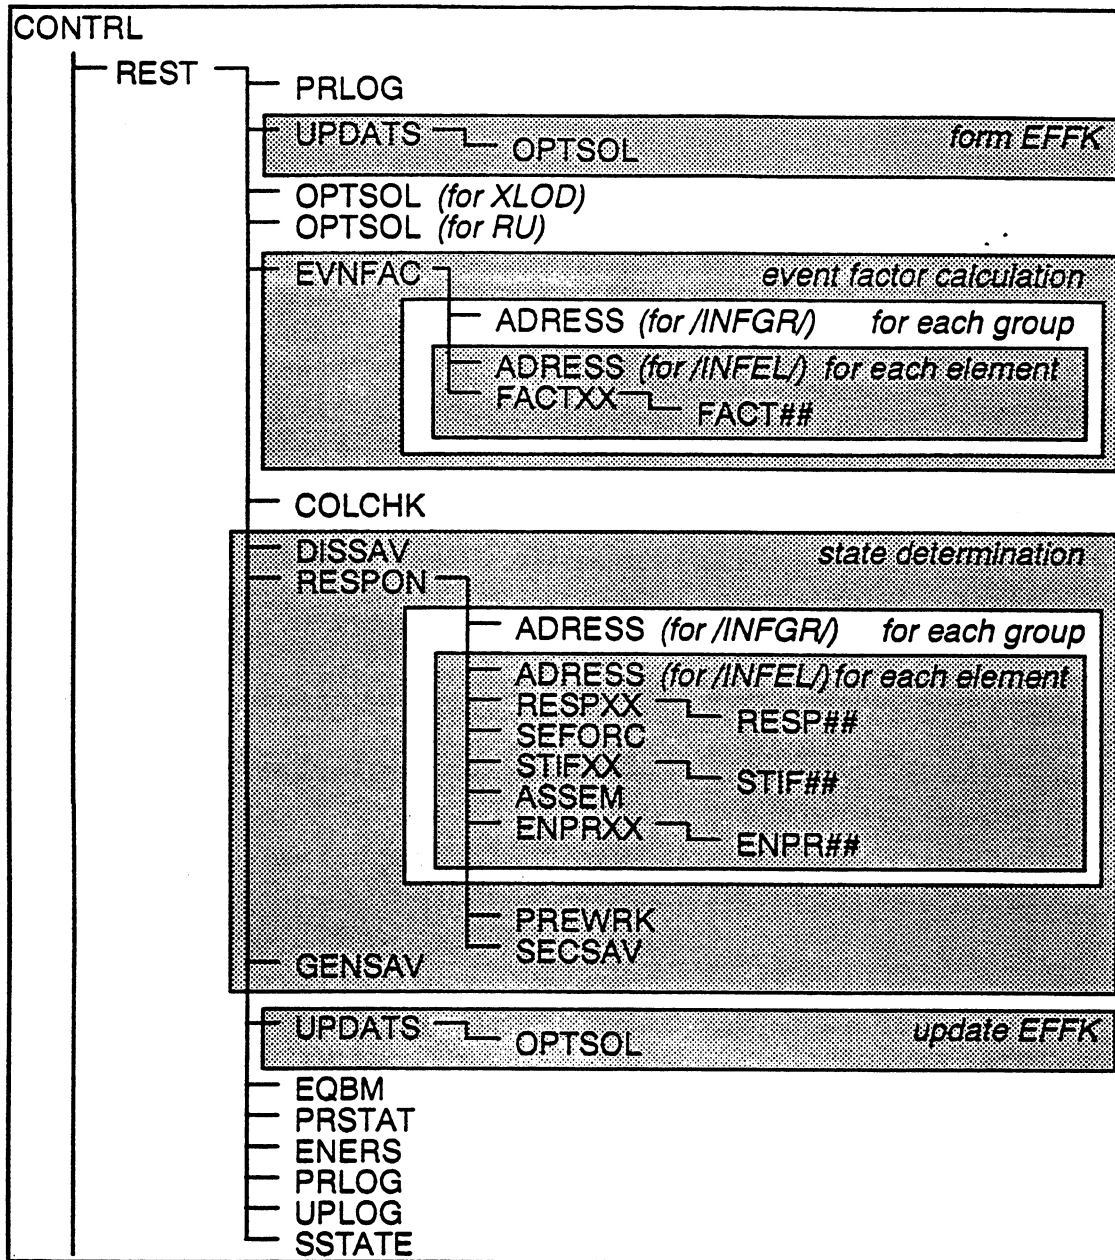 CONTRL
REST
PRLOG
UPDATS OPTSOL form EFFK
OPTSOL (for XLOD)
OPTSOL (for RU)
EVNFAC event factor calculation
ADRESS (for /INFGR/) for each group
ADRESS (for /INFEL/) for each element
FACTXX FACT##
COLCHK
DISSAV state determination
RESPON
ADRESS (for /INFGR/) for each group
ADRESS (for /INFEL/) for each element
RESPXX RESP##
SEFORC
STIFXX STIF##
ASSEM
ENPRXX ENPR##
PREWRK
SECSAV
GENSAV
UPDATS OPTSOL update EFFK
EQBM
PRSTAT
ENERS
PRLOG
UPLOG
SSTATE